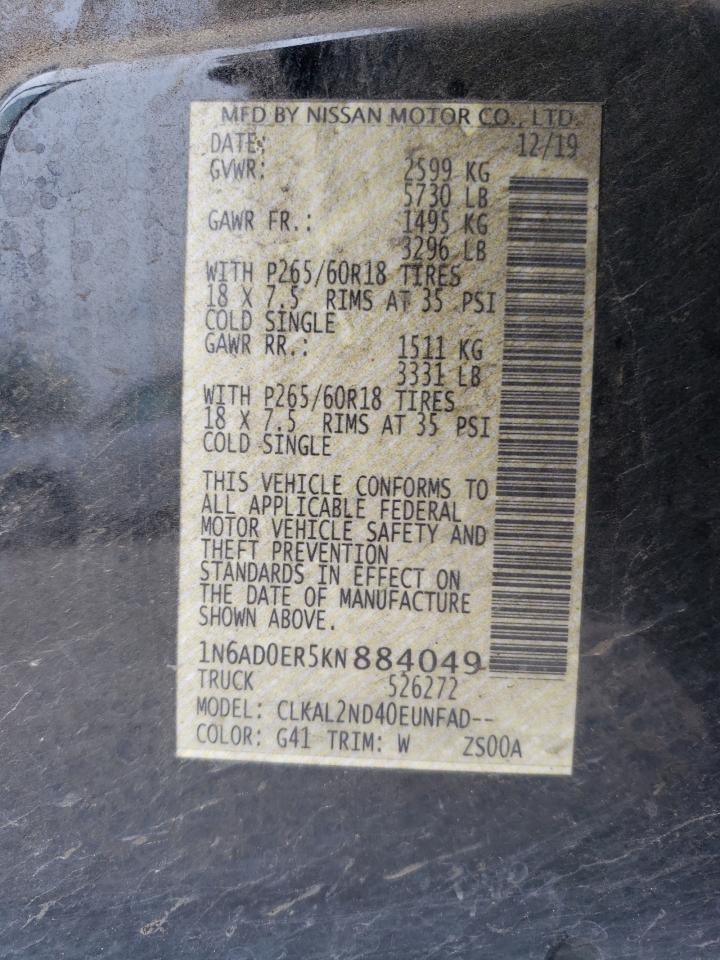 MFD BY NISSAN MOTOR CO., LTD.
DATE: 12/19
GVWR: 2599 KG
5730 LB
GAWR FR.: 1495 KG
3296 LB
WITH P265/60R18 TIRES
18 X 7.5 RIMS AT 35 PSI
COLD SINGLE
GAWR RR.: 1511 KG
3331 LB
WITH P265/60R18 TIRES
18 X 7.5 RIMS AT 35 PSI
COLD SINGLE
THIS VEHICLE CONFORMS TO
ALL APPLICABLE FEDERAL
MOTOR VEHICLE SAFETY AND
THEFT PREVENTION
STANDARDS IN EFFECT ON
THE DATE OF MANUFACTURE
SHOWN ABOVE.
1N6AD0ER5KN884049
TRUCK 526272
MODEL: CLKAL2ND40EUNFAD--
COLOR: G41 TRIM: W ZS00A